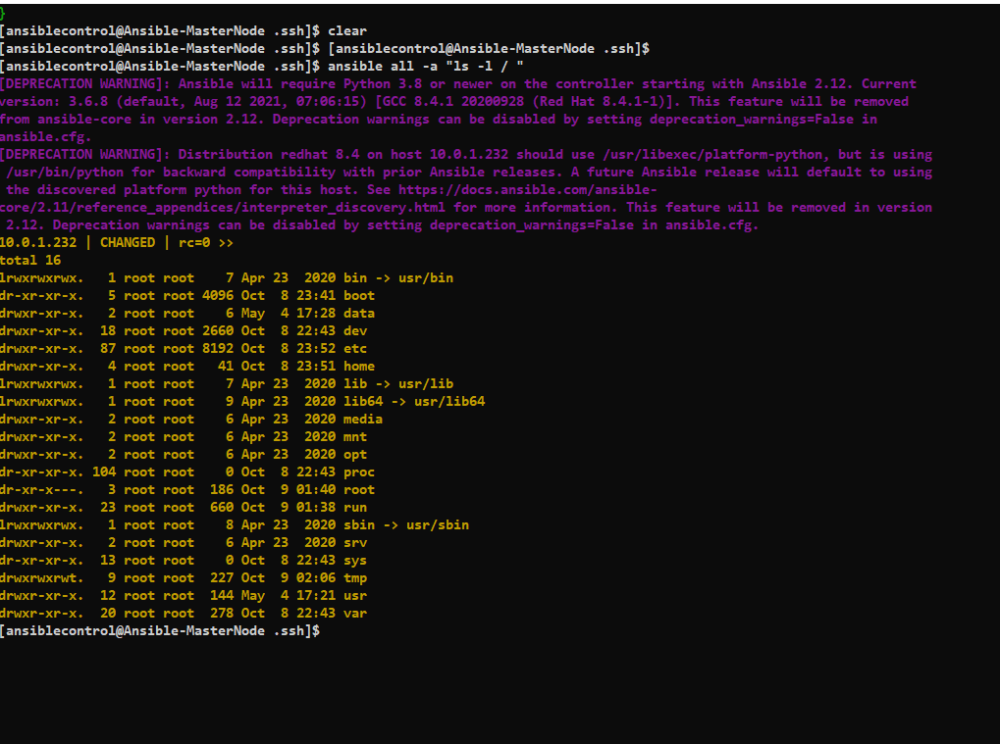 }
[ansiblecontrol@Ansible-MasterNode .ssh]$ clear
[ansiblecontrol@Ansible-MasterNode .ssh]$ [ansiblecontrol@Ansible-MasterNode .ssh]$
[ansiblecontrol@Ansible-MasterNode .ssh]$ ansible all -a "ls -l / "
[DEPRECATION WARNING]: Ansible will require Python 3.8 or newer on the controller starting with Ansible 2.12. Current
version: 3.6.8 (default, Aug 12 2021, 07:06:15) [GCC 8.4.1 20200928 (Red Hat 8.4.1-1)]. This feature will be removed
from ansible-core in version 2.12. Deprecation warnings can be disabled by setting deprecation_warnings=False in
ansible.cfg.
[DEPRECATION WARNING]: Distribution redhat 8.4 on host 10.0.1.232 should use /usr/libexec/platform-python, but is using
 /usr/bin/python for backward compatibility with prior Ansible releases. A future Ansible release will default to using
 the discovered platform python for this host. See https://docs.ansible.com/ansible-
core/2.11/reference_appendices/interpreter_discovery.html for more information. This feature will be removed in version
 2.12. Deprecation warnings can be disabled by setting deprecation_warnings=False in ansible.cfg.
10.0.1.232 | CHANGED | rc=0 >>
total 16
lrwxrwxrwx.   1 root root    7 Apr 23  2020 bin -> usr/bin
dr-xr-xr-x.   5 root root 4096 Oct  8 23:41 boot
drwxr-xr-x.   2 root root    6 May  4 17:28 data
drwxr-xr-x.  18 root root 2660 Oct  8 22:43 dev
drwxr-xr-x.  87 root root 8192 Oct  8 23:52 etc
drwxr-xr-x.   4 root root   41 Oct  8 23:51 home
lrwxrwxrwx.   1 root root    7 Apr 23  2020 lib -> usr/lib
lrwxrwxrwx.   1 root root    9 Apr 23  2020 lib64 -> usr/lib64
drwxr-xr-x.   2 root root    6 Apr 23  2020 media
drwxr-xr-x.   2 root root    6 Apr 23  2020 mnt
drwxr-xr-x.   2 root root    6 Apr 23  2020 opt
dr-xr-xr-x. 104 root root    0 Oct  8 22:43 proc
dr-xr-x---.   3 root root  186 Oct  9 01:40 root
drwxr-xr-x.  23 root root  660 Oct  9 01:38 run
lrwxrwxrwx.   1 root root    8 Apr 23  2020 sbin -> usr/sbin
drwxr-xr-x.   2 root root    6 Apr 23  2020 srv
dr-xr-xr-x.  13 root root    0 Oct  8 22:43 sys
drwxrwxrwt.   9 root root  227 Oct  9 02:06 tmp
drwxr-xr-x.  12 root root  144 May  4 17:21 usr
drwxr-xr-x.  20 root root  278 Oct  8 22:43 var
[ansiblecontrol@Ansible-MasterNode .ssh]$